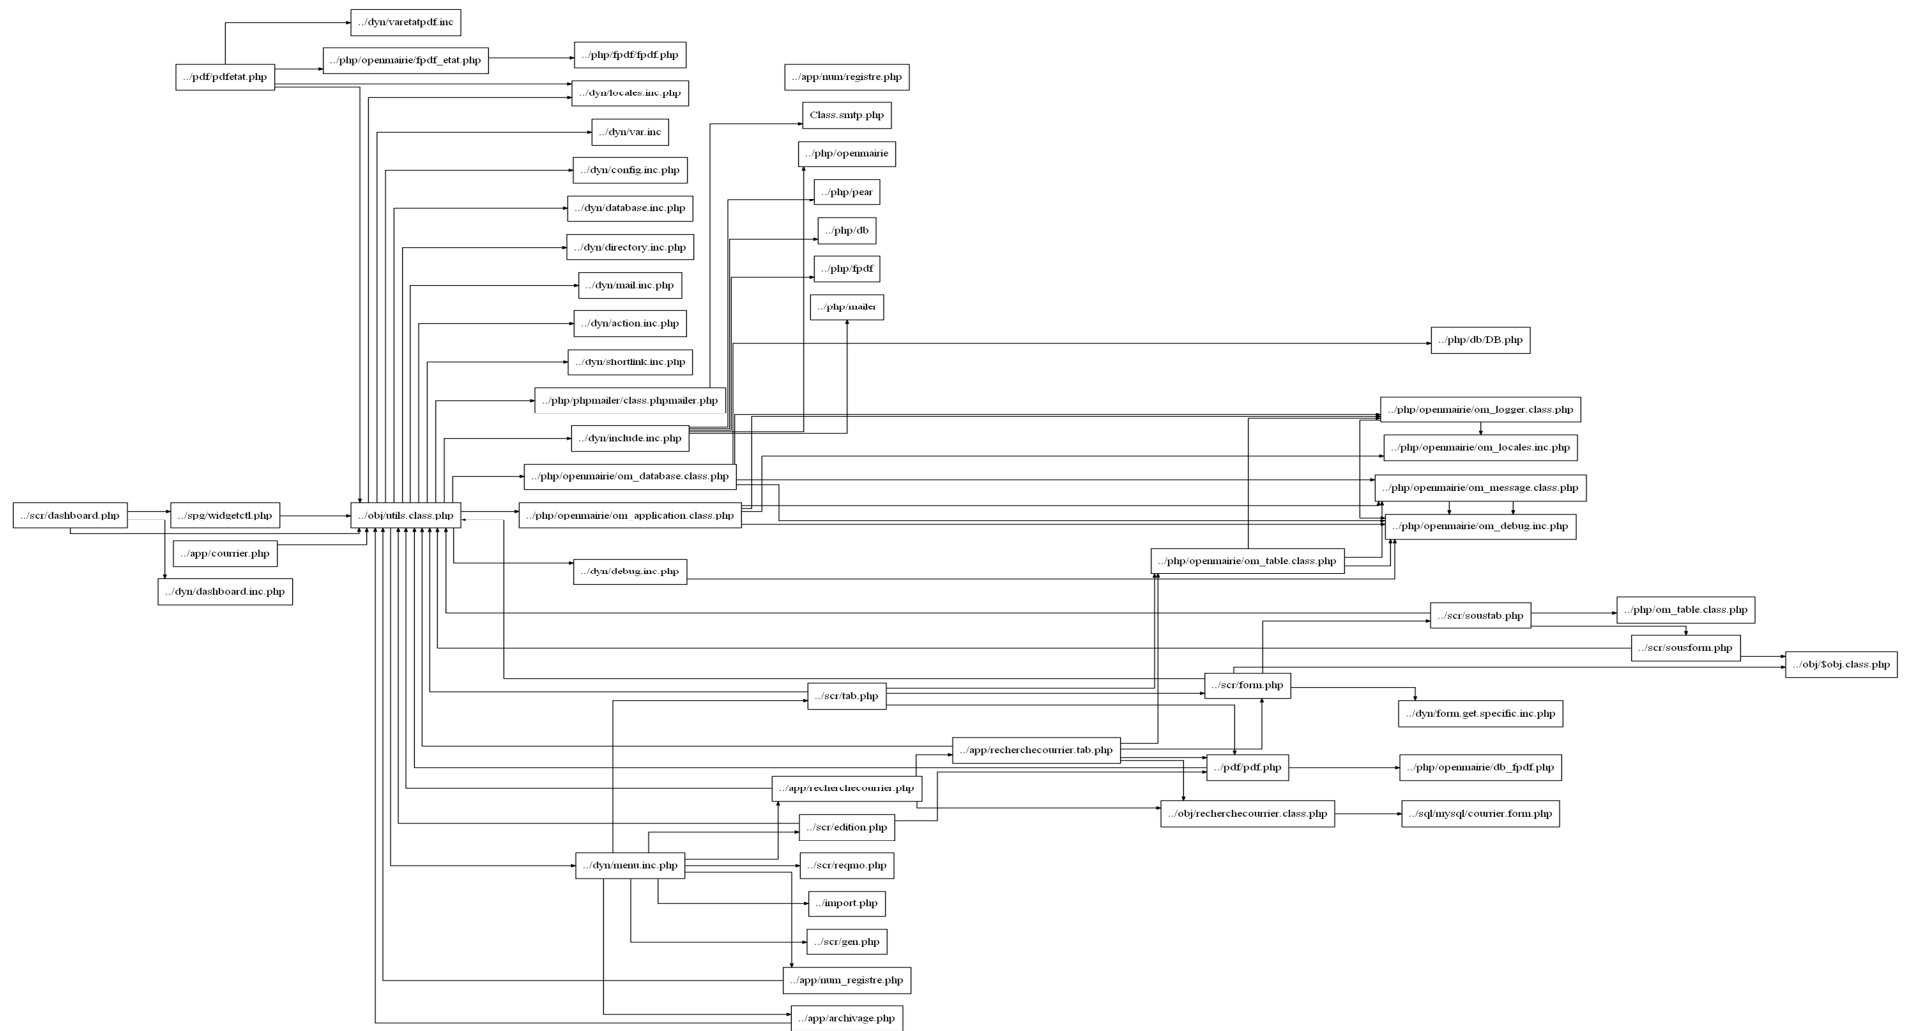 ../dyn/varetatpdf.inc
../php/openmairie/fpdf_etat.php
../php/fpdf/fpdf.php
../pdf/pdfetat.php
../app/num/registre.php
../dyn/locales.inc.php
Class.smtp.php
../dyn/var.inc
../php/openmairie
../dyn/config.inc.php
../php/pear
../dyn/database.inc.php
../php/db
../dyn/directory.inc.php
../php/fpdf
../dyn/mail.inc.php
../php/mailer
../dyn/action.inc.php
../php/db/DB.php
../dyn/shortlink.inc.php
../php/phpmailer/class.phpmailer.php
../php/openmairie/om_logger.class.php
../dyn/include.inc.php
../php/openmairie/om_locales.inc.php
../php/openmairie/om_database.class.php
../php/openmairie/om_message.class.php
../scr/dashboard.php
../spg/widgetctl.php
../obj/utils.class.php
../php/openmairie/om_application.class.php
../php/openmairie/om_debug.inc.php
../app/courrier.php
../php/openmairie/om_table.class.php
../dyn/debug.inc.php
../dyn/dashboard.inc.php
../scr/soustab.php
../php/om_table.class.php
../scr/sousform.php
../obj/$obj.class.php
../scr/form.php
../scr/tab.php
../dyn/form.get.specific.inc.php
../app/recherchecourrier.tab.php
../pdf/pdf.php
../php/openmairie/db_fpdf.php
../app/recherchecourrier.php
../obj/recherchecourrier.class.php
../sql/mysql/courrier.form.php
../scr/edition.php
../dyn/menu.inc.php
../scr/reqmo.php
../import.php
../scr/gen.php
../app/num_registre.php
../app/archivage.php